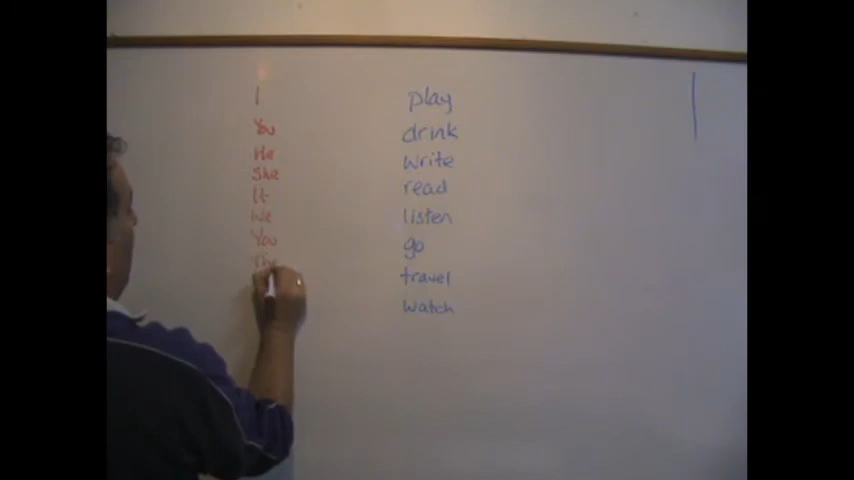 I
You
He
She
It
We
You
play
drink
write
read
listen
go
travel
watch